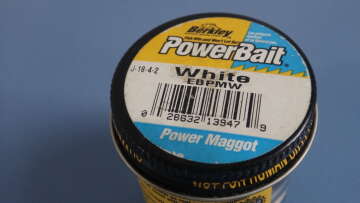 Berkley
PowerBait
J-18-4-2
White
EBPMW
0 28632 13947 9
Power Maggot
NOT FOR HUMAN